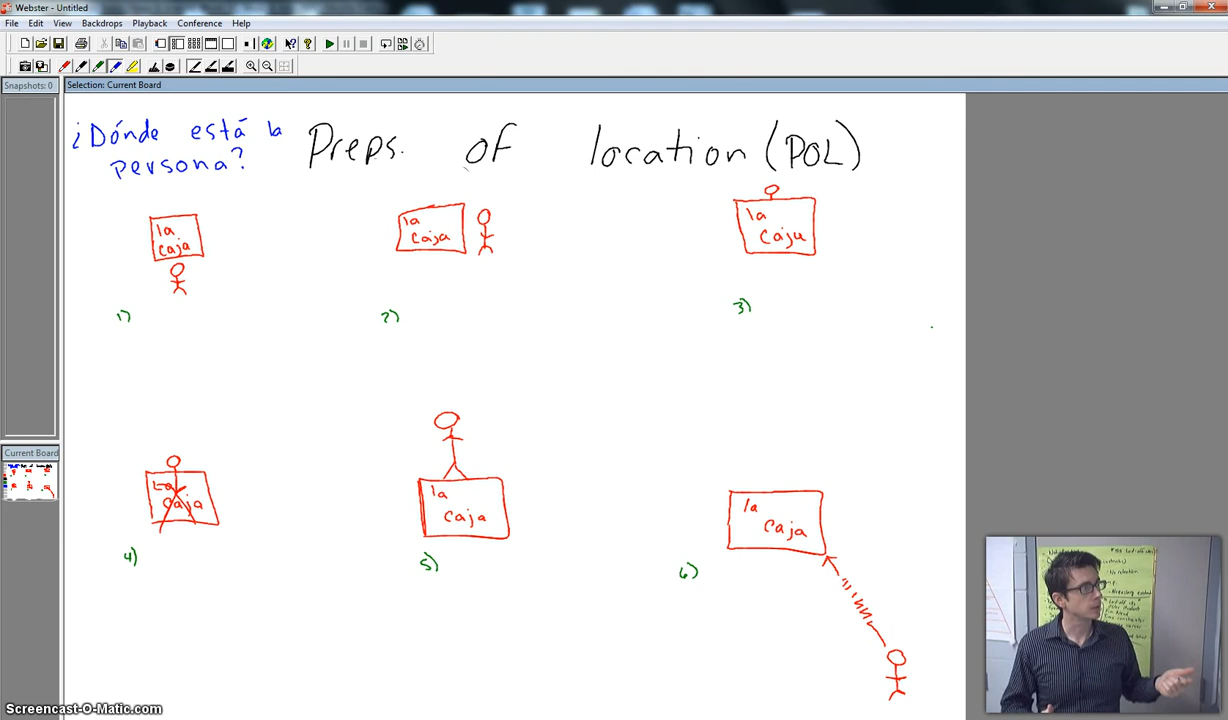 Webster - Untitled
File Edit View Backdrops Playback Conference Help
Snapshots: 0
Selection: Current Board
¿Dónde está la
persona?
Preps. of location (POL)
la
caja
1)
la
caja
2)
la
caja
3)
La
caja
4)
la
caja
5)
la
caja
6)
Current Board
Screencast-O-Matic.com